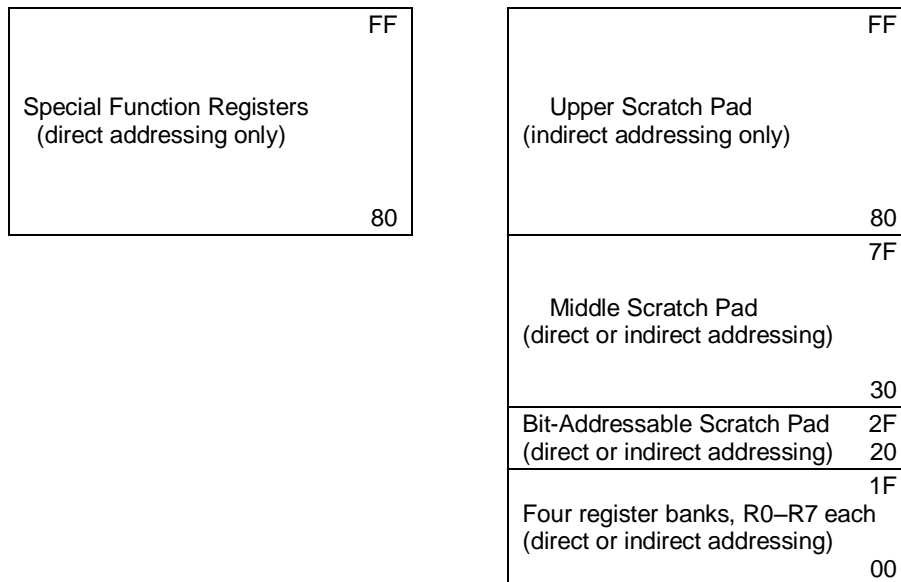 FF
Special Function Registers
(direct addressing only)
80
FF
Upper Scratch Pad
(indirect addressing only)
80
7F
Middle Scratch Pad
(direct or indirect addressing)
30
Bit-Addressable Scratch Pad 2F
(direct or indirect addressing) 20
1F
Four register banks, R0–R7 each
(direct or indirect addressing)
00